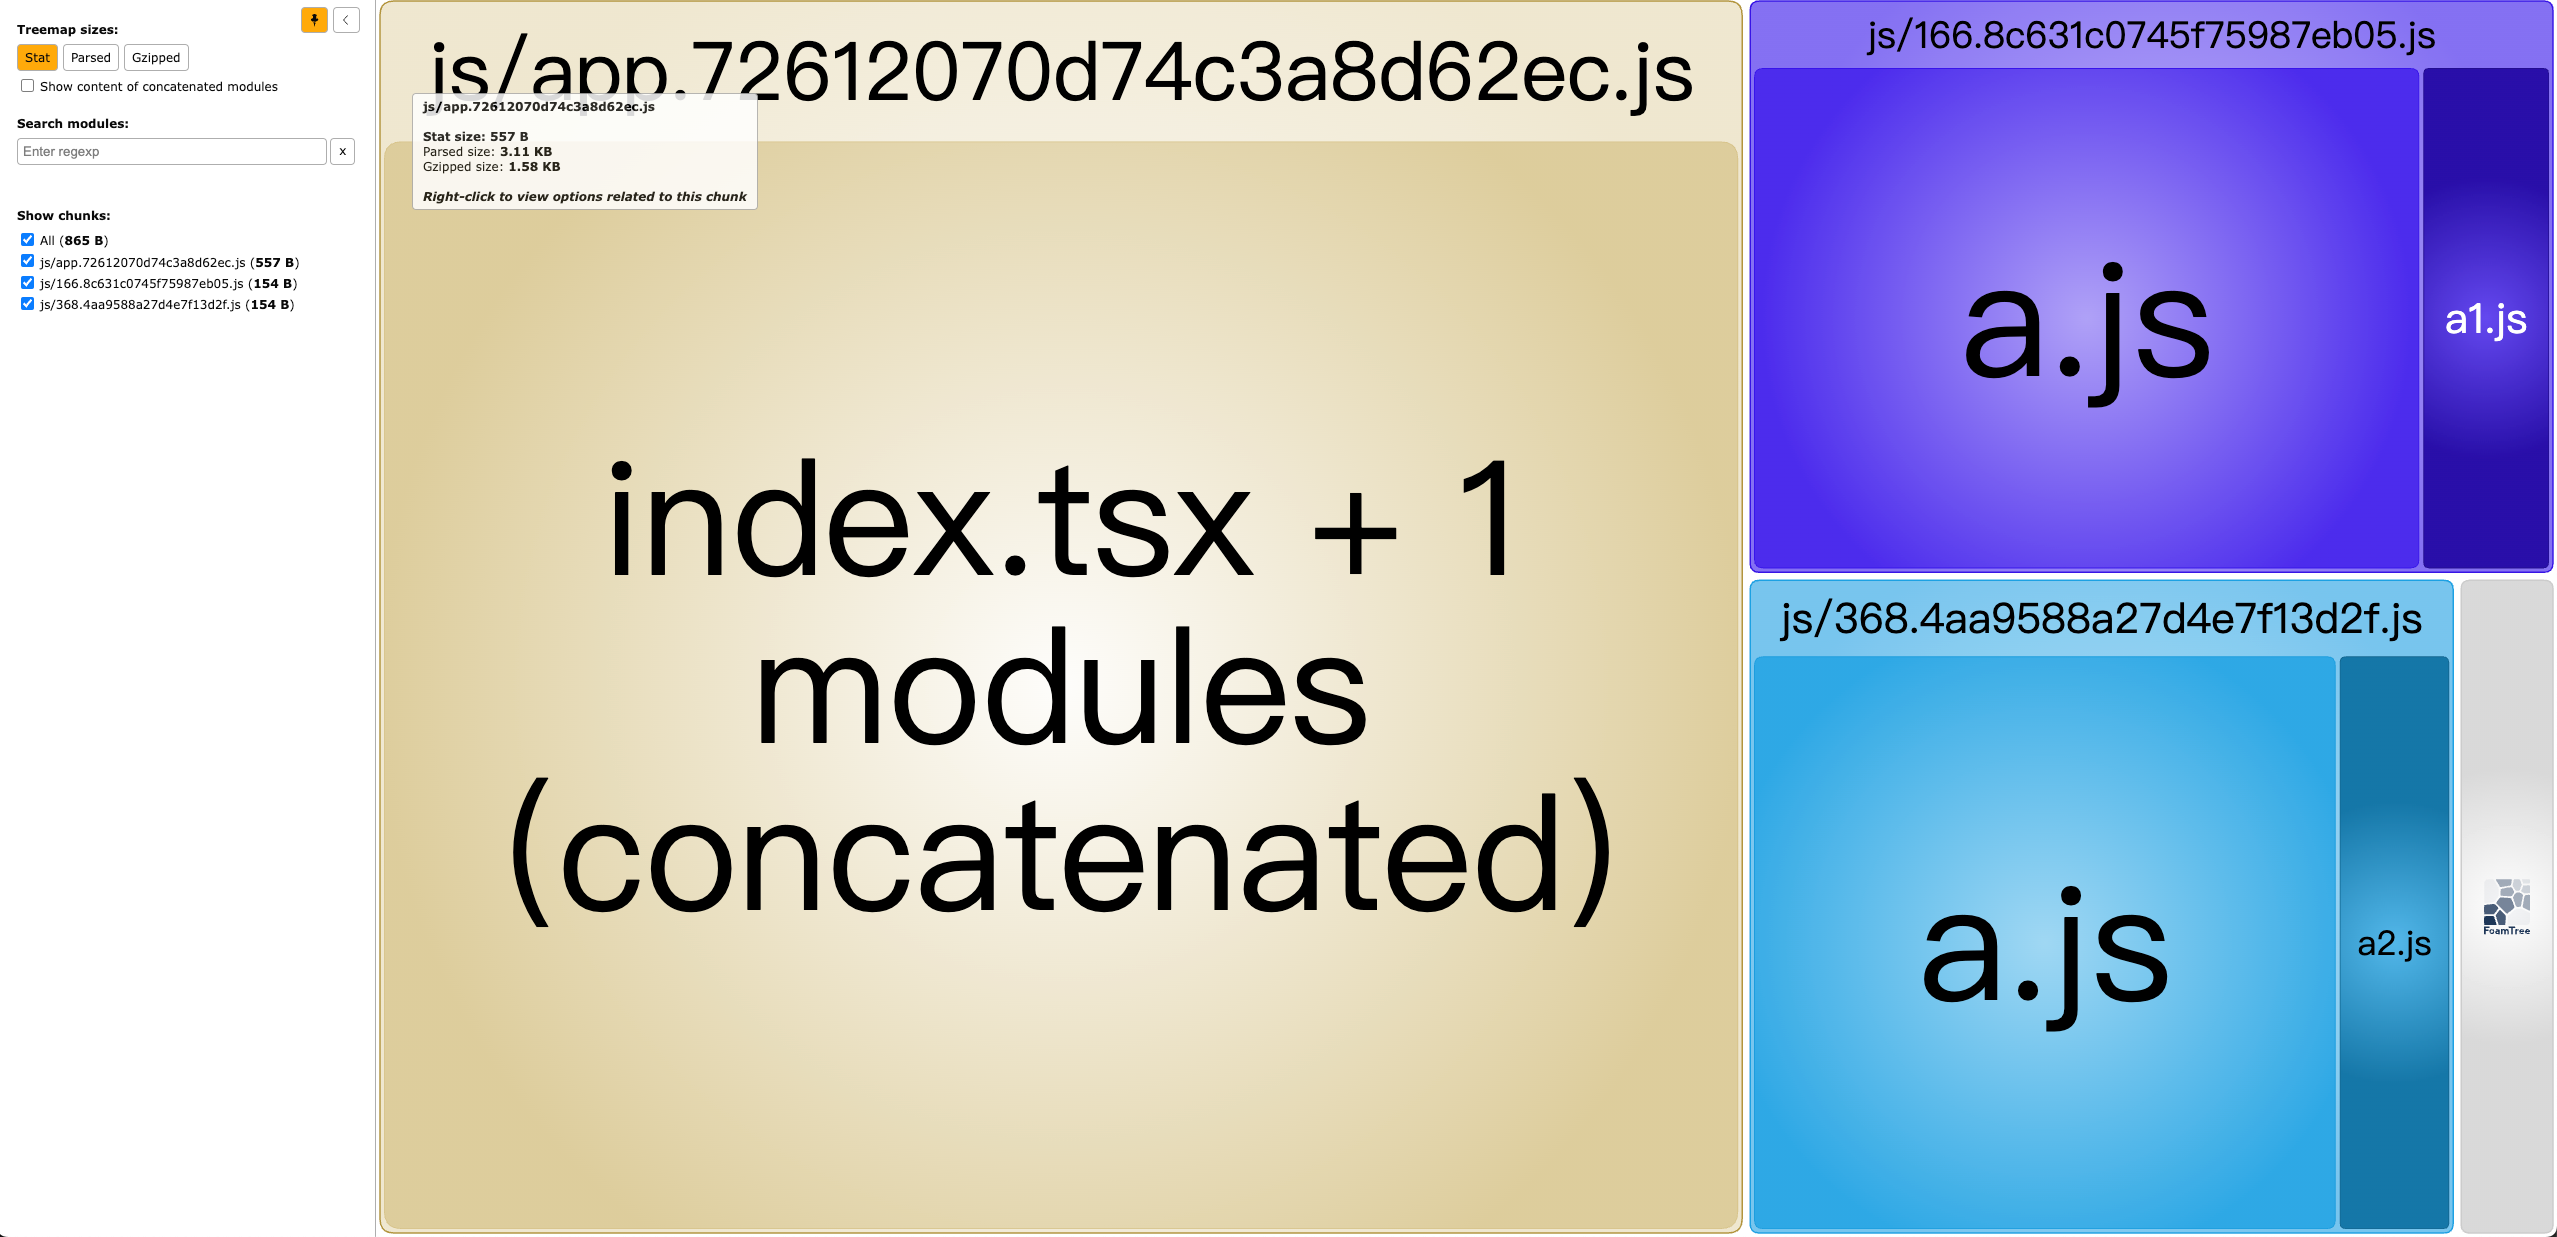 Treemap sizes:
Stat
Parsed
Gzipped
Show content of concatenated modules
Search modules:
Enter regexp
x
Show chunks:
All (865 B)
js/app.72612070d74c3a8d62ec.js (557 B)
js/166.8c631c0745f75987eb05.js (154 B)
js/368.4aa9588a27d4e7f13d2f.js (154 B)
js/app.72612070d74c3a8d62ec.js
js/app.72612070d74c3a8d62ec.js
Stat size: 557 B
Parsed size: 3.11 KB
Gzipped size: 1.58 KB
Right-click to view options related to this chunk
index.tsx + 1
modules
(concatenated)
js/166.8c631c0745f75987eb05.js
a.js
a1.js
js/368.4aa9588a27d4e7f13d2f.js
a.js
a2.js
FoamTree